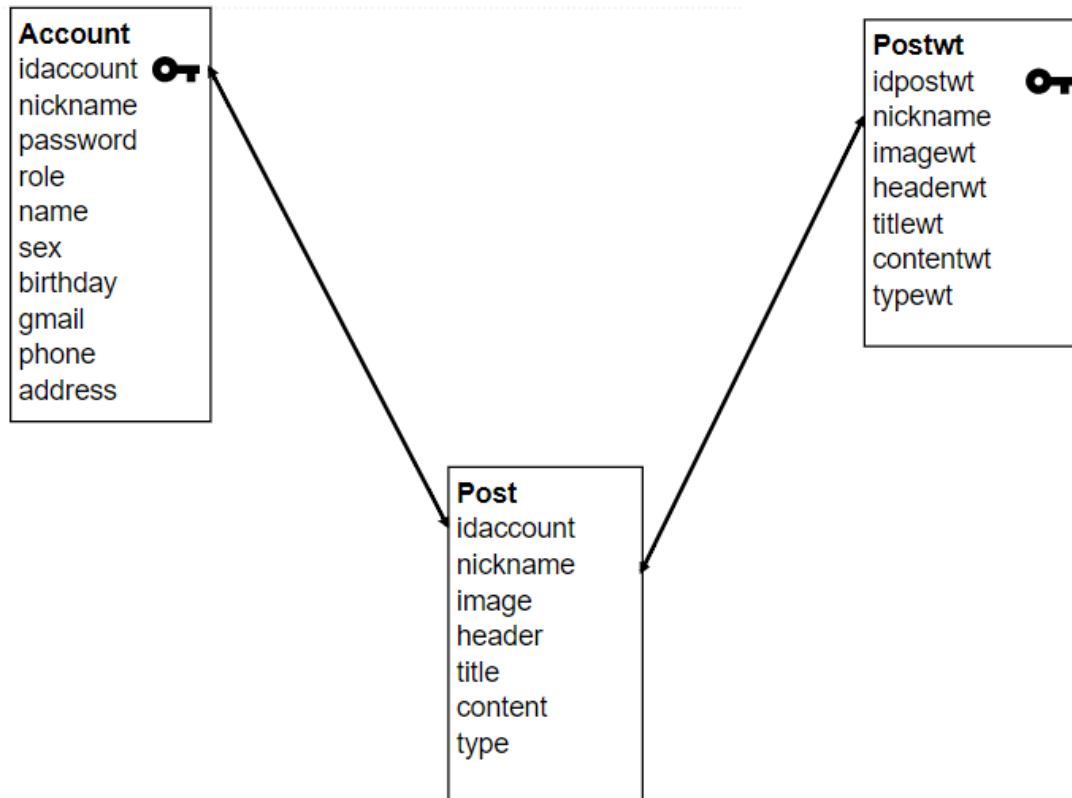 Account
idaccount
nickname
password
role
name
sex
birthday
gmail
phone
address
Postwt
idpostwt
nickname
imagewt
headerwt
titlewt
contentwt
typewt
Post
idaccount
nickname
image
header
title
content
type